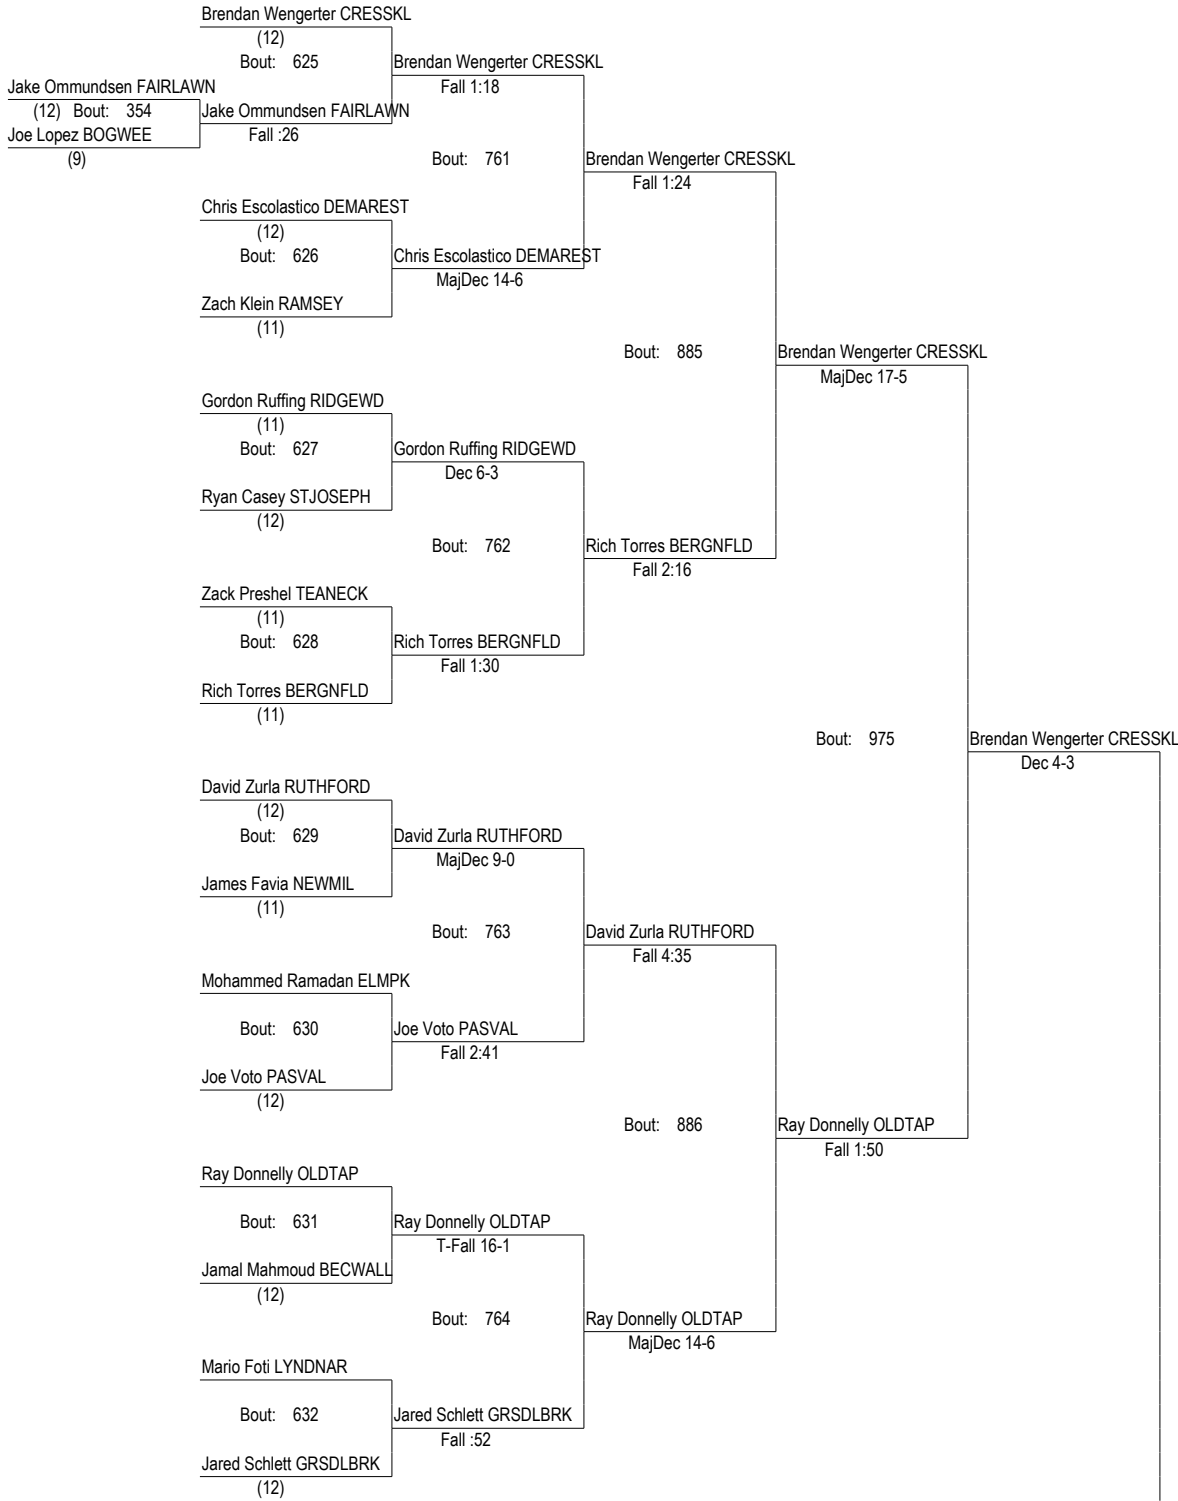 Brendan Wengerter CRESSKL
(12)
Bout: 625
Brendan Wengerter CRESSKL
Fall 1:18
Jake Ommundsen FAIRLAWN
(12) Bout: 354
Jake Ommundsen FAIRLAWN
Fall :26
Joe Lopez BOGWEE
(9)
Bout: 761
Brendan Wengerter CRESSKL
Fall 1:24
Chris Escolastico DEMAREST
(12)
Bout: 626
Chris Escolastico DEMAREST
MajDec 14-6
Zach Klein RAMSEY
(11)
Bout: 885
Brendan Wengerter CRESSKL
MajDec 17-5
Gordon Ruffing RIDGEWD
(11)
Bout: 627
Gordon Ruffing RIDGEWD
Dec 6-3
Ryan Casey STJOSEPH
(12)
Bout: 762
Rich Torres BERGNFLD
Fall 2:16
Zack Preshel TEANECK
(11)
Bout: 628
Rich Torres BERGNFLD
Fall 1:30
Rich Torres BERGNFLD
(11)
Bout: 975
Brendan Wengerter CRESSKL
Dec 4-3
David Zurla RUTHFORD
(12)
Bout: 629
David Zurla RUTHFORD
MajDec 9-0
James Favia NEWMIL
(11)
Bout: 763
David Zurla RUTHFORD
Fall 4:35
Mohammed Ramadan ELMPK
Bout: 630
Joe Voto PASVAL
Fall 2:41
Joe Voto PASVAL
(12)
Bout: 886
Ray Donnelly OLDTAP
Fall 1:50
Ray Donnelly OLDTAP
Bout: 631
Ray Donnelly OLDTAP
T-Fall 16-1
Jamal Mahmoud BECWALL
(12)
Bout: 764
Ray Donnelly OLDTAP
MajDec 14-6
Mario Foti LYNDNAR
Bout: 632
Jared Schlett GRSDLBRK
Fall :52
Jared Schlett GRSDLBRK
(12)